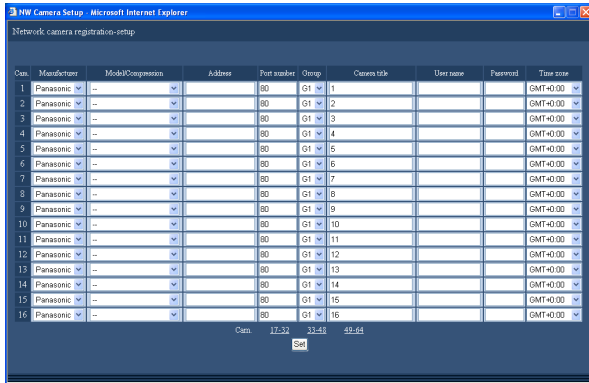 NW Camera Setup - Microsoft Internet Explorer
Network camera registration-setup
Cam. Manufacturer Model/Compression Address Port number Group Camera title User name Password Time zone
1 Panasonic -- 80 G1 1 GMT+0:00
2 Panasonic -- 80 G1 2 GMT+0:00
3 Panasonic -- 80 G1 3 GMT+0:00
4 Panasonic -- 80 G1 4 GMT+0:00
5 Panasonic -- 80 G1 5 GMT+0:00
6 Panasonic -- 80 G1 6 GMT+0:00
7 Panasonic -- 80 G1 7 GMT+0:00
8 Panasonic -- 80 G1 8 GMT+0:00
9 Panasonic -- 80 G1 9 GMT+0:00
10 Panasonic -- 80 G1 10 GMT+0:00
11 Panasonic -- 80 G1 11 GMT+0:00
12 Panasonic -- 80 G1 12 GMT+0:00
13 Panasonic -- 80 G1 13 GMT+0:00
14 Panasonic -- 80 G1 14 GMT+0:00
15 Panasonic -- 80 G1 15 GMT+0:00
16 Panasonic -- 80 G1 16 GMT+0:00
Cam. 17-32 33-48 49-64
Set